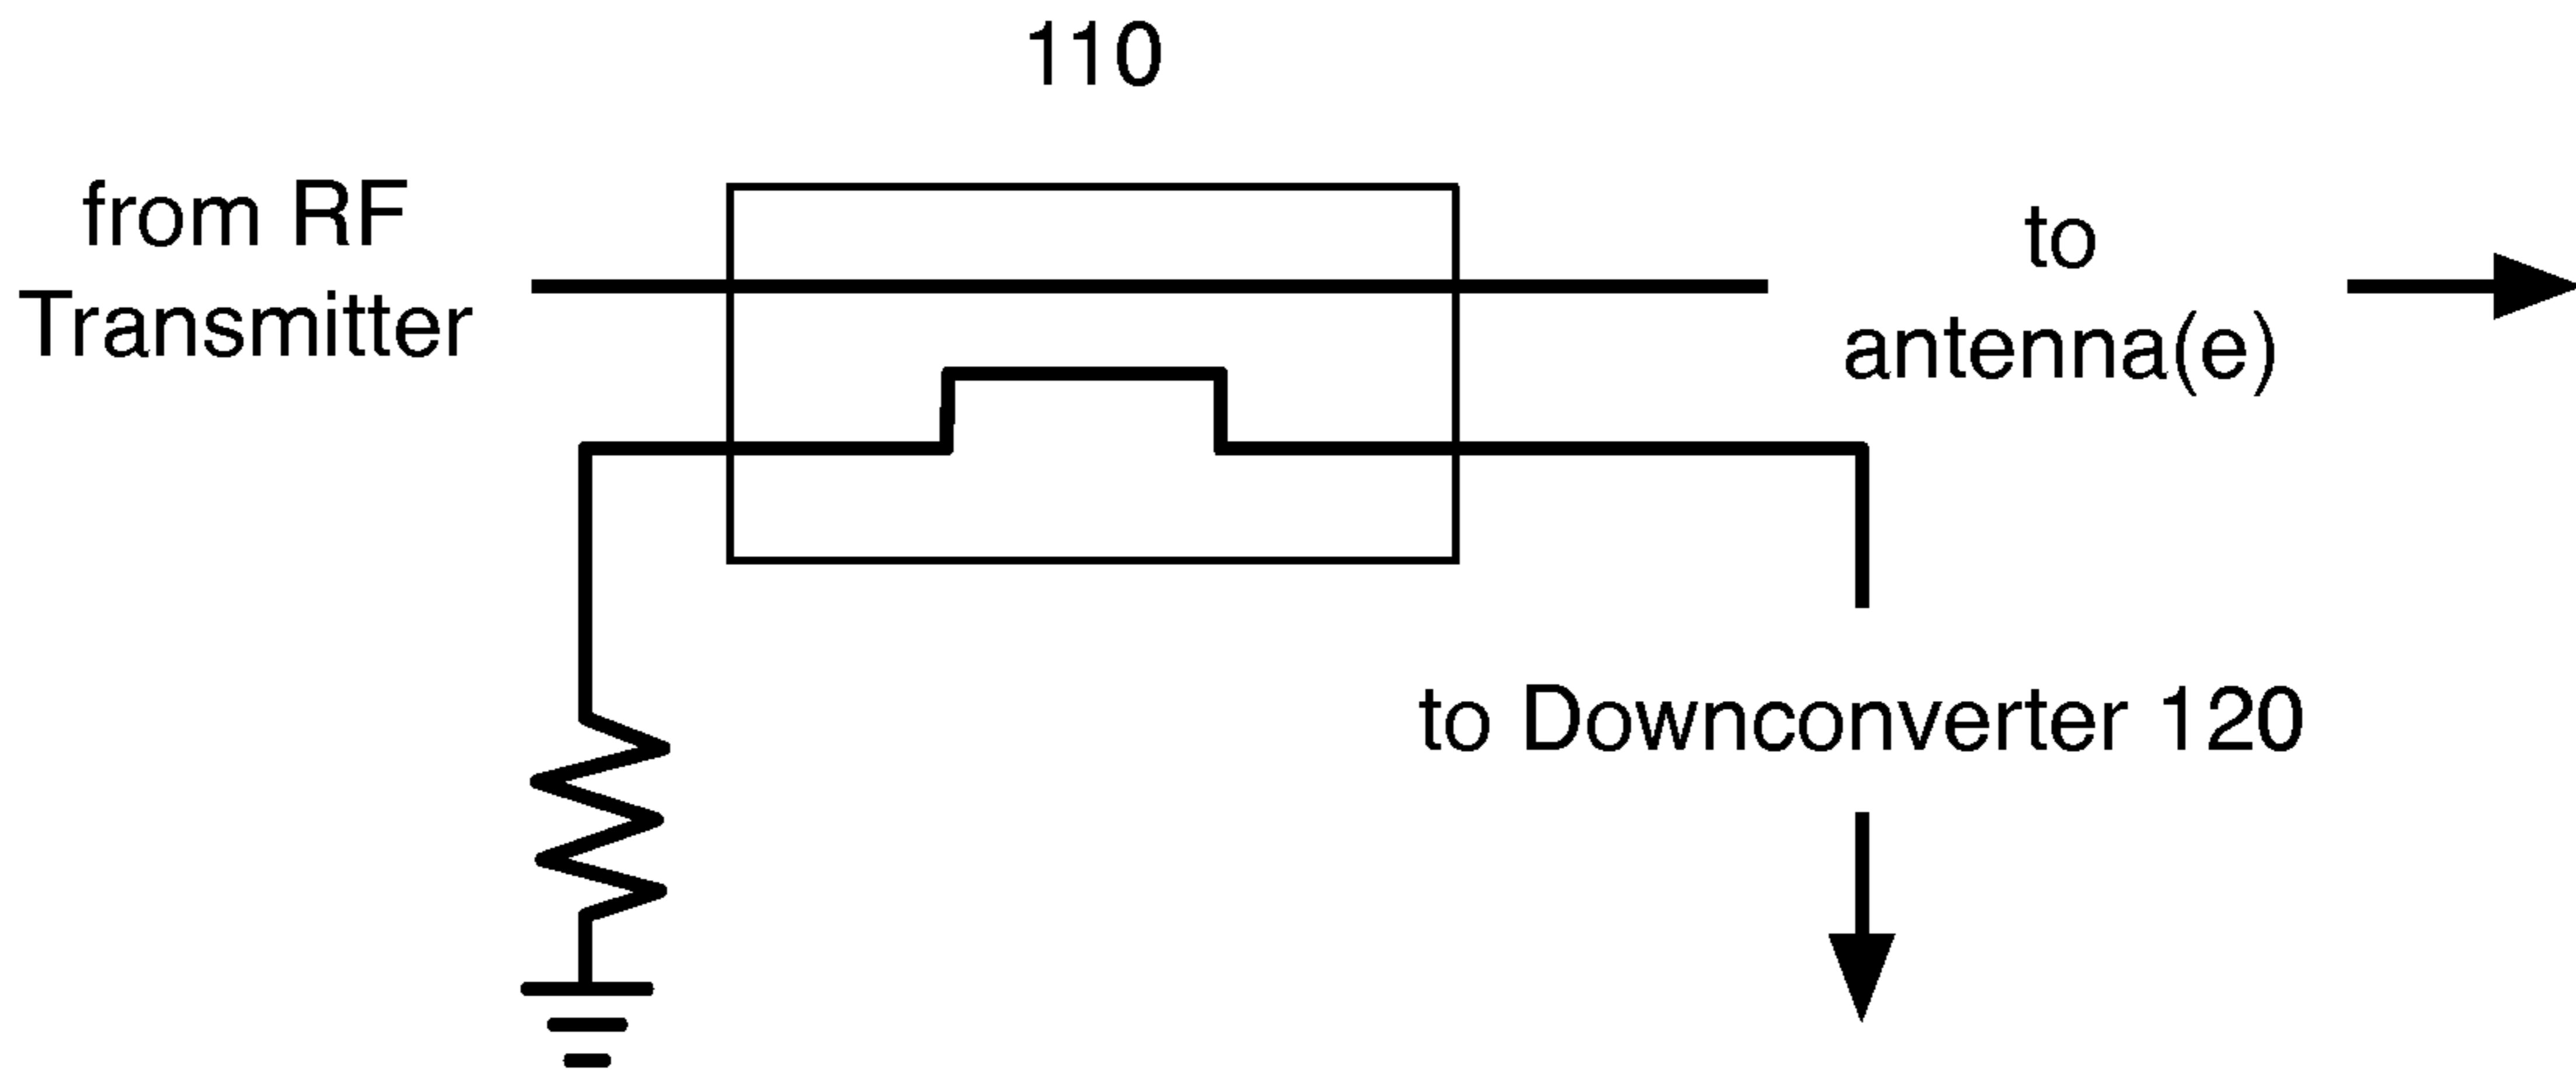 110
from RF
Transmitter
to
antenna(e)
to Downconverter 120